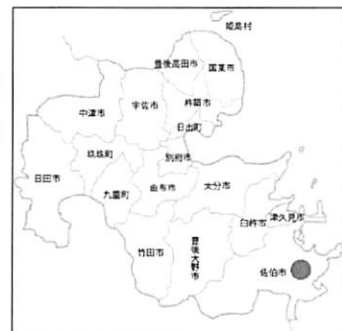 姫島村
豊後高田市
国東市
中津市
宇佐市
杵築市
日出町
玖珠町
別府市
日田市
九重町
由布市
大分市
臼杵市
津久見市
竹田市
豊後大野市
佐伯市